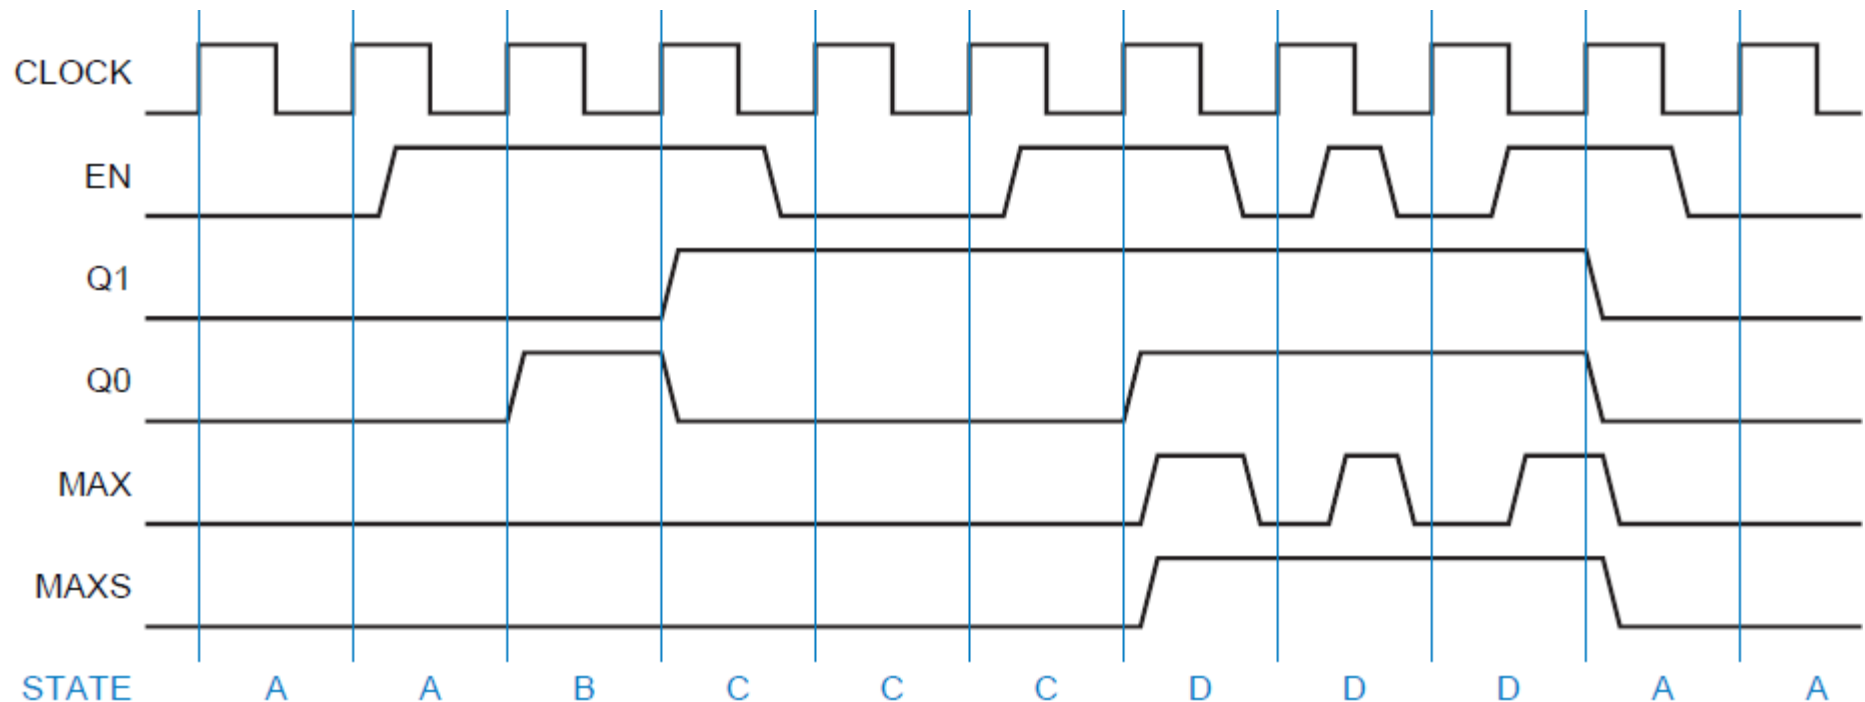 CLOCK
EN
Q1
Q0
MAX
MAXS
STATE A A B C C C D D D A A